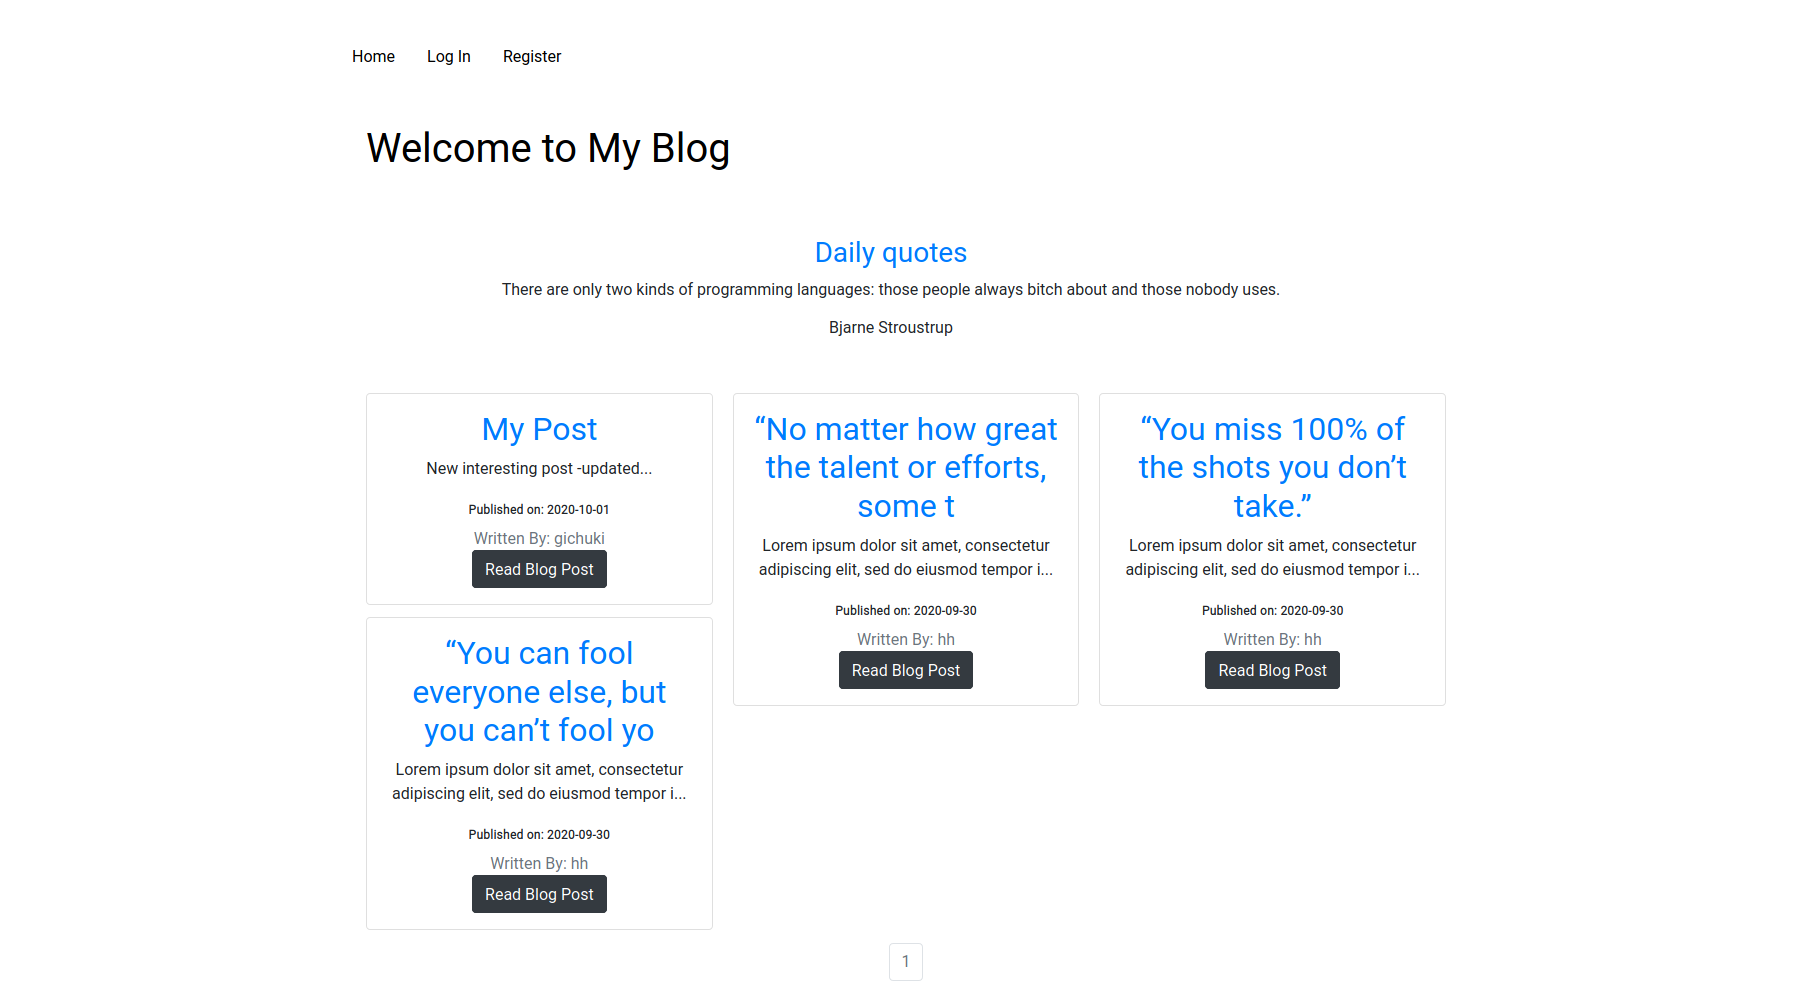 Home
Log In
Register
Welcome to My Blog
Daily quotes
There are only two kinds of programming languages: those people always bitch about and those nobody uses.
Bjarne Stroustrup
My Post
New interesting post -updated...
Published on: 2020-10-01
Written By: gichuki
Read Blog Post
“You can fool
everyone else, but
you can’t fool yo
Lorem ipsum dolor sit amet, consectetur
adipiscing elit, sed do eiusmod tempor i...
Published on: 2020-09-30
Written By: hh
Read Blog Post
“No matter how great
the talent or efforts,
some t
Lorem ipsum dolor sit amet, consectetur
adipiscing elit, sed do eiusmod tempor i...
Published on: 2020-09-30
Written By: hh
Read Blog Post
“You miss 100% of
the shots you don’t
take.”
Lorem ipsum dolor sit amet, consectetur
adipiscing elit, sed do eiusmod tempor i...
Published on: 2020-09-30
Written By: hh
Read Blog Post
1